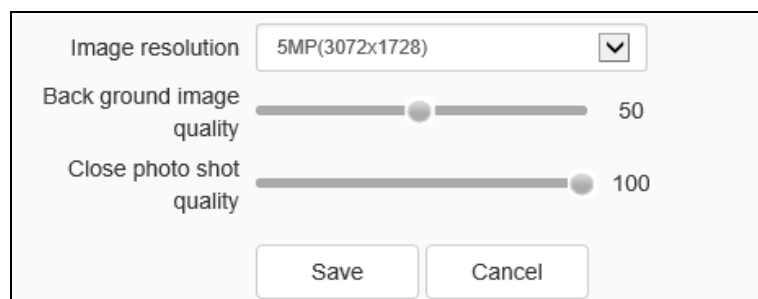 Image resolution 5MP(3072x1728)
Back ground image
quality 50
Close photo shot
quality 100
Save Cancel